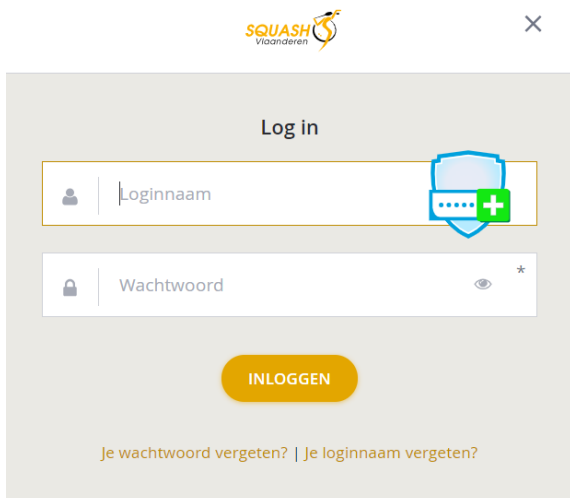 SQUASH
Vlaanderen
Log in
Loginnaam
Wachtwoord
*
INLOGGEN
Je wachtwoord vergeten? | Je loginnaam vergeten?